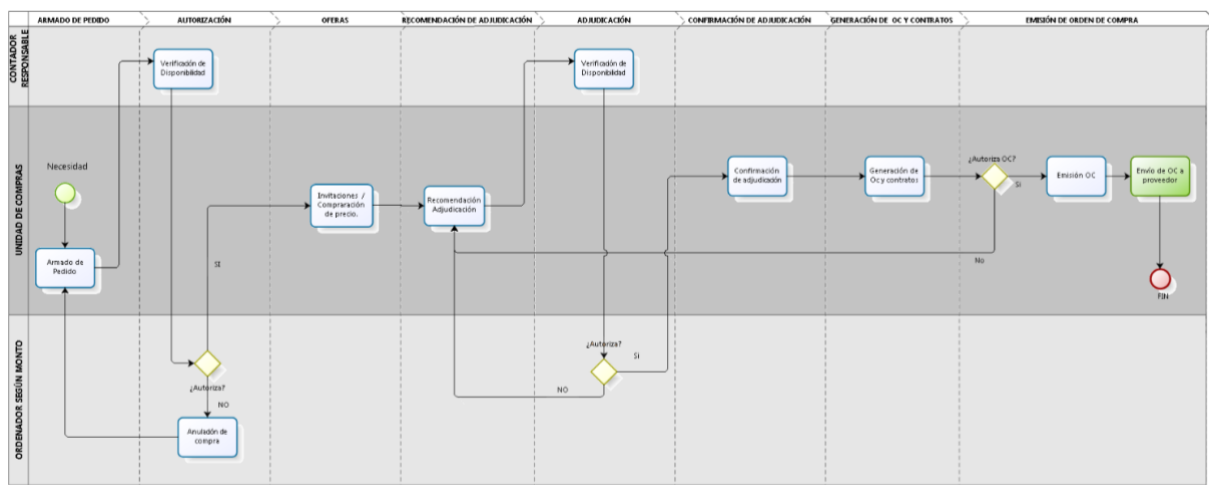 ARMADO DE PEDIDO
AUTORIZACIÓN
OFERAS
RECOMENDACIÓN DE ADJUDICACIÓN
ADJUDICACIÓN
CONFIRMACIÓN DE ADJUDICACIÓN
GENERACIÓN DE OC Y CONTRATOS
EMISIÓN DE ORDEN DE COMPRA
CONTADOR
RESPONSABLE
Verificación de
Disponibilidad
Verificación de
Disponibilidad
UNIDAD DE COMPRAS
Necesidad
Armado de
Pedido
SI
Invitaciones /
Compraración
de precio.
Recomendación
Adjudicación
Confirmación
de adjudicación
Generación de
Oc y contratos
¿Autoriza OC?
Si
No
Emisión OC
Envío de OC a
proveedor
FIN
ORDENADOR SEGÚN MONTO
¿Autoriza?
NO
Anulación de
compra
¿Autoriza?
Si
NO